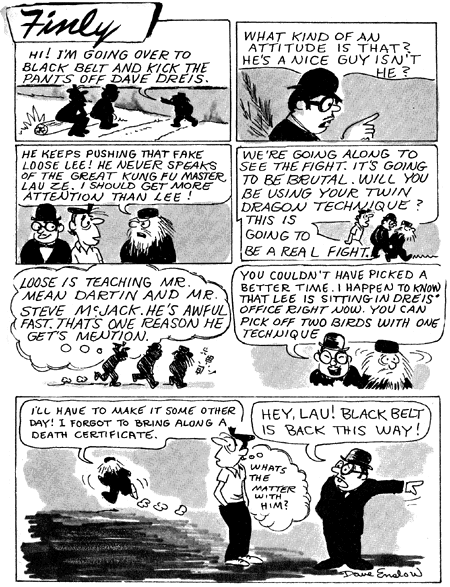 Finly
HI! I'M GOING OVER TO
BLACK BELT AND KICK THE
PANTS OFF DAVE DREIS.
WHAT KIND OF AN
ATTITUDE IS THAT?
HE'S A NICE GUY ISN'T
HE?
HE KEEPS PUSHING THAT FAKE
LOOSE LEE! HE NEVER SPEAKS
OF THE GREAT KUNG FU MASTER
LAU ZE. I SHOULD GET MORE
ATTENTION THAN LEE!
WE'RE GOING ALONG TO
SEE THE FIGHT. IT'S GOING
TO BE BRUTAL. WILL YOU
BE USING YOUR TWIN
DRAGON TECHNIQUE?
THIS IS
GOING TO
BE A REAL FIGHT.
LOOSE IS TEACHING MR.
MEAN DARTIN AND MR.
STEVE McJACK. HE'S AWFUL
FAST. THAT'S ONE REASON HE
GET'S MENTION.
YOU COULDN'T HAVE PICKED A
BETTER TIME. I HAPPEN TO KNOW
THAT LEE IS SITTING IN DREIS'
OFFICE RIGHT NOW. YOU CAN
PICK OFF TWO BIRDS WITH ONE
TECHNIQUE
I'LL HAVE TO MAKE IT SOME OTHER
DAY! I FORGOT TO BRING ALONG A
DEATH CERTIFICATE.
WHATS
THE
MATTER
WITH
HIM?
HEY, LAU! BLACK BELT
IS BACK THIS WAY!
Dave Enslow